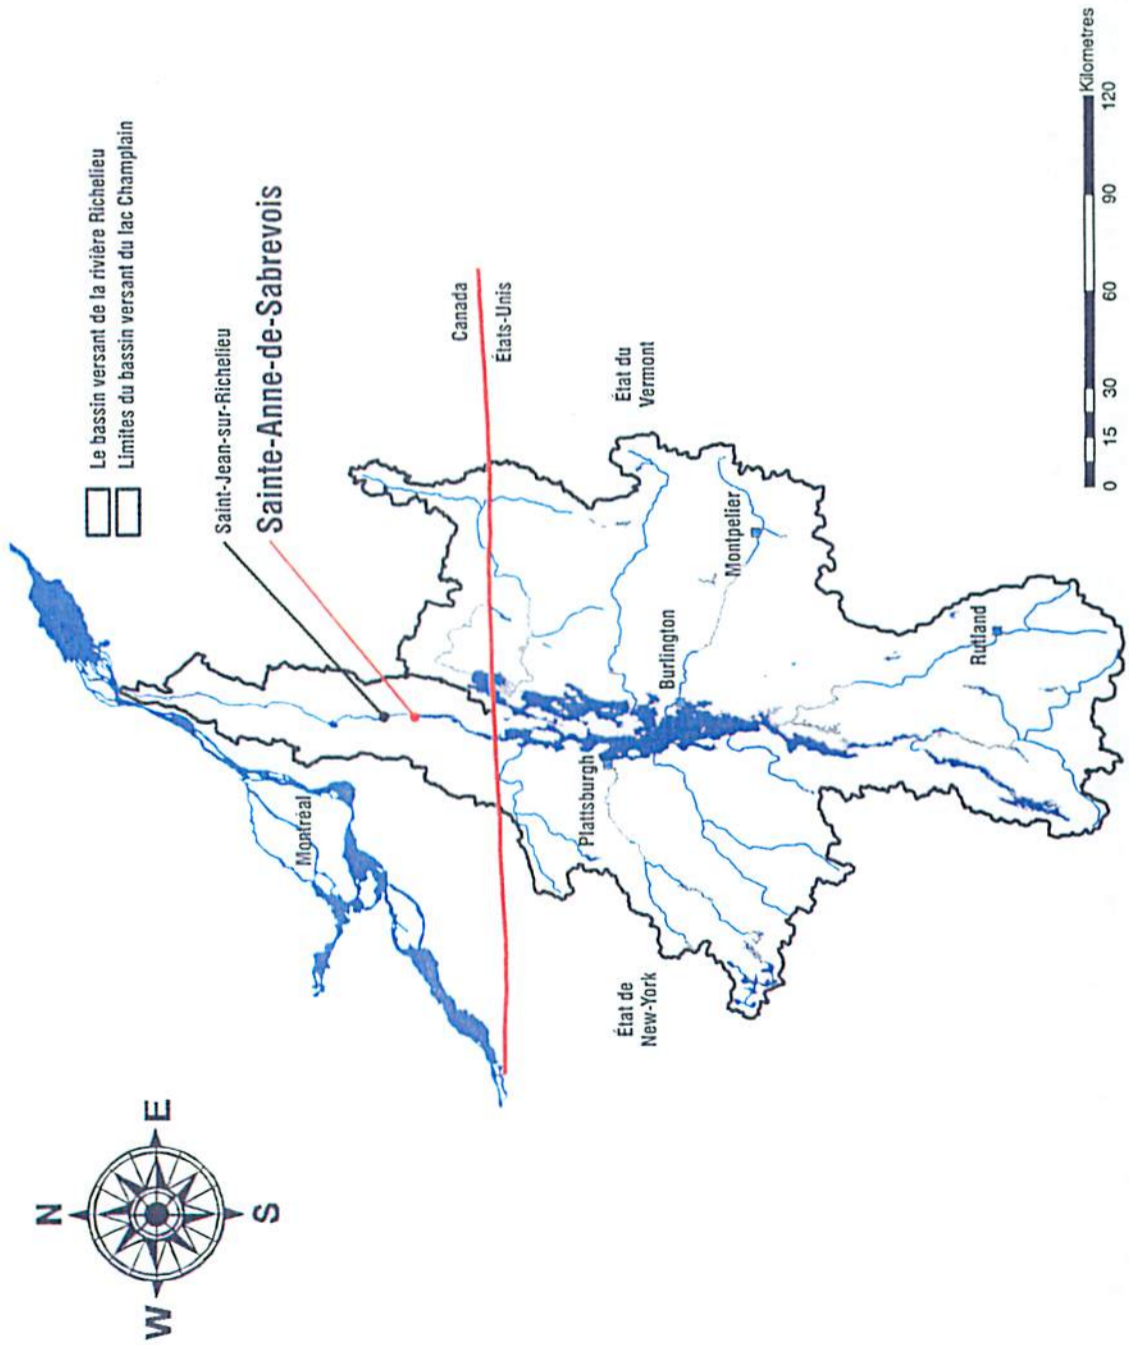 N
W
E
S
Le bassin versant de la rivière Richelieu
Limites du bassin versant du lac Champlain
Saint-Jean-sur-Richelieu
Sainte-Anne-de-Sabrevois
Montréal
Canada
États-Unis
État du
Vermont
Plattsburgh
Burlington
Montpelier
État de
New-York
Rutland
Kilometres
0 15 30 60 90 120